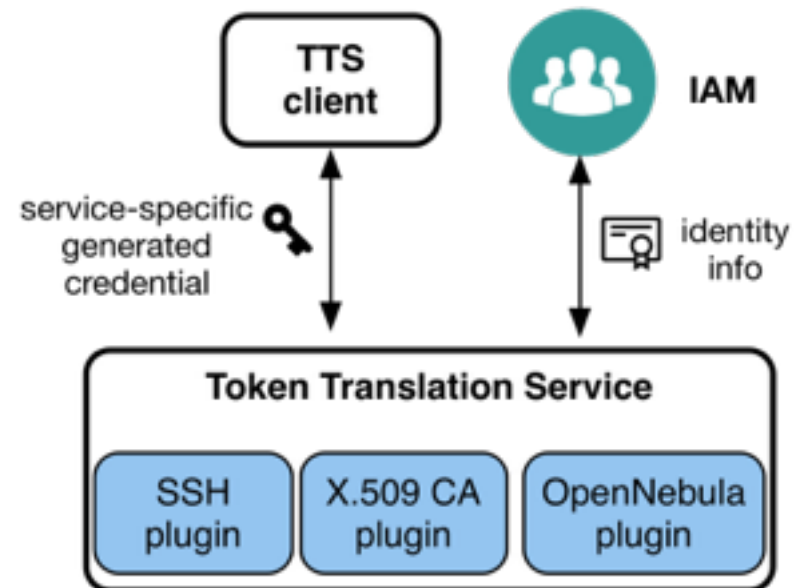 TTS
client
IAM
service-specific
generated
credential
identity
info
Token Translation Service
SSH
plugin
X.509 CA
plugin
OpenNebula
plugin